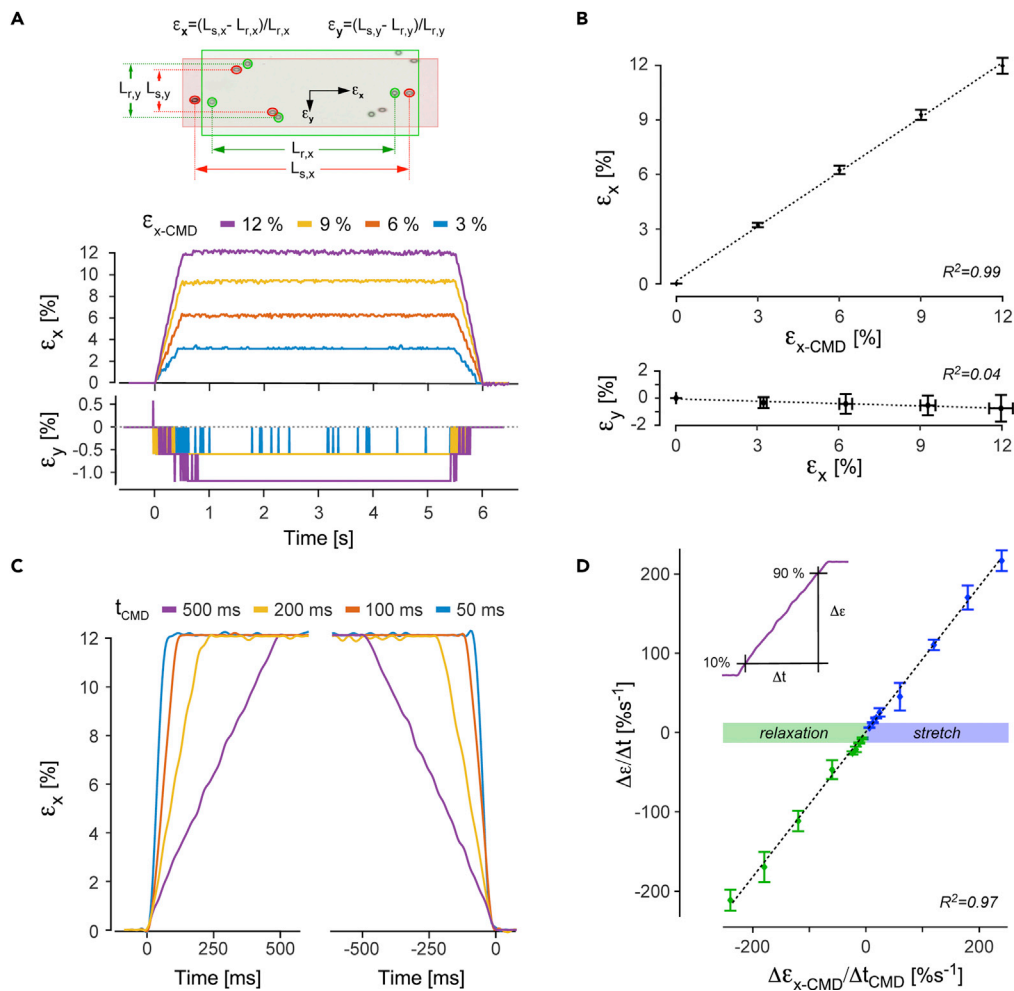 A
εx=(Ls,x- Lr,x)/Lr,x
εy=(Ls,y- Lr,y)/Lr,y
Lr,y
Ls,y
εx
εy
Lr,x
Ls,x
εx-CMD
12 %
9 %
6 %
3 %
εx [%]
12
10
8
6
4
2
0
εy [%]
0.5
-0.5
-1.0
0
1
2
3
4
5
6
Time [s]
B
εx [%]
12
9
6
3
0
R²=0.99
0
3
6
9
12
εx-CMD [%]
εy [%]
0
-2
R²=0.04
0
3
6
9
12
εx [%]
C
tCMD
500 ms
200 ms
100 ms
50 ms
εx [%]
12
10
8
6
12
2
0
0
250
500
-500
-250
0
Time [ms]
Time [ms]
D
Δε/Δt [%s⁻¹]
200
100
0
-100
-200
90 %
10%
Δε
Δt
relaxation
stretch
R²=0.97
-200
-100
0
100
200
Δεx-CMD/ΔtCMD [%s⁻¹]